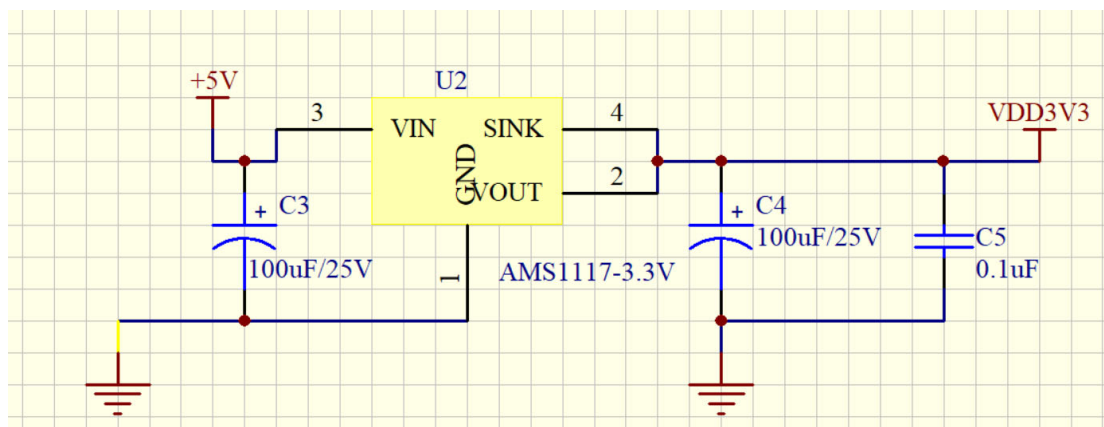 +5V
U2
VDD3V3
3
VIN
SINK
4
GND
VOUT
2
+
C3
100uF/25V
1
AMS1117-3.3V
+
C4
100uF/25V
C5
0.1uF